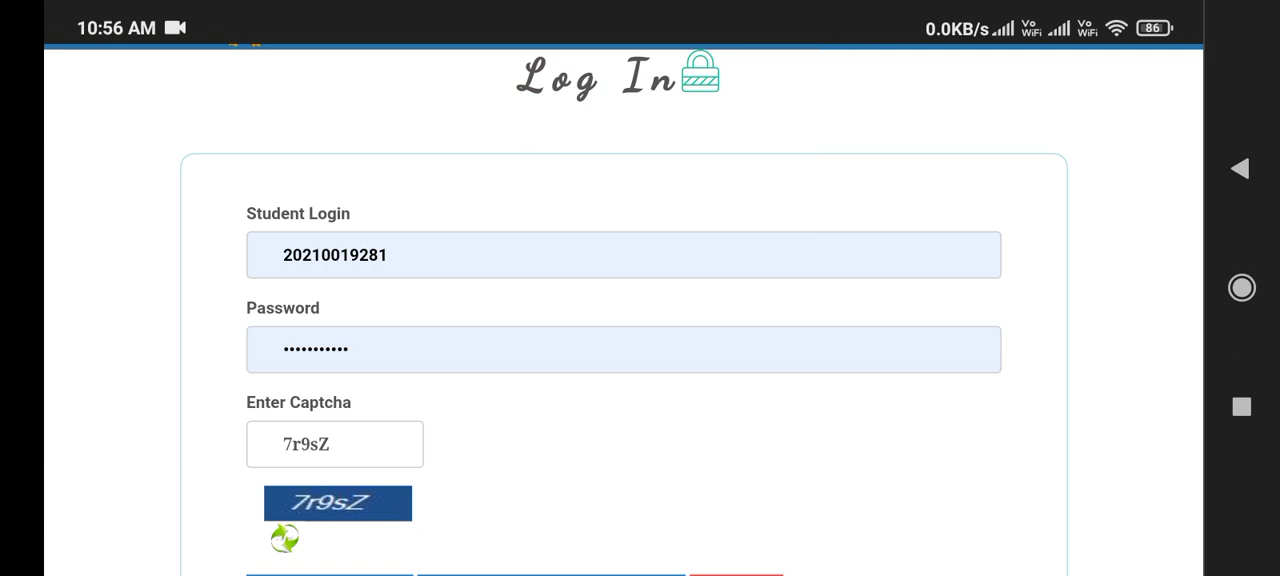 10:56 AM
0.0KB/s Vo WiFi Vo WiFi 86
Log In
Student Login
20210019281
Password
•••••••••••
Enter Captcha
7r9sZ
7r9sZ